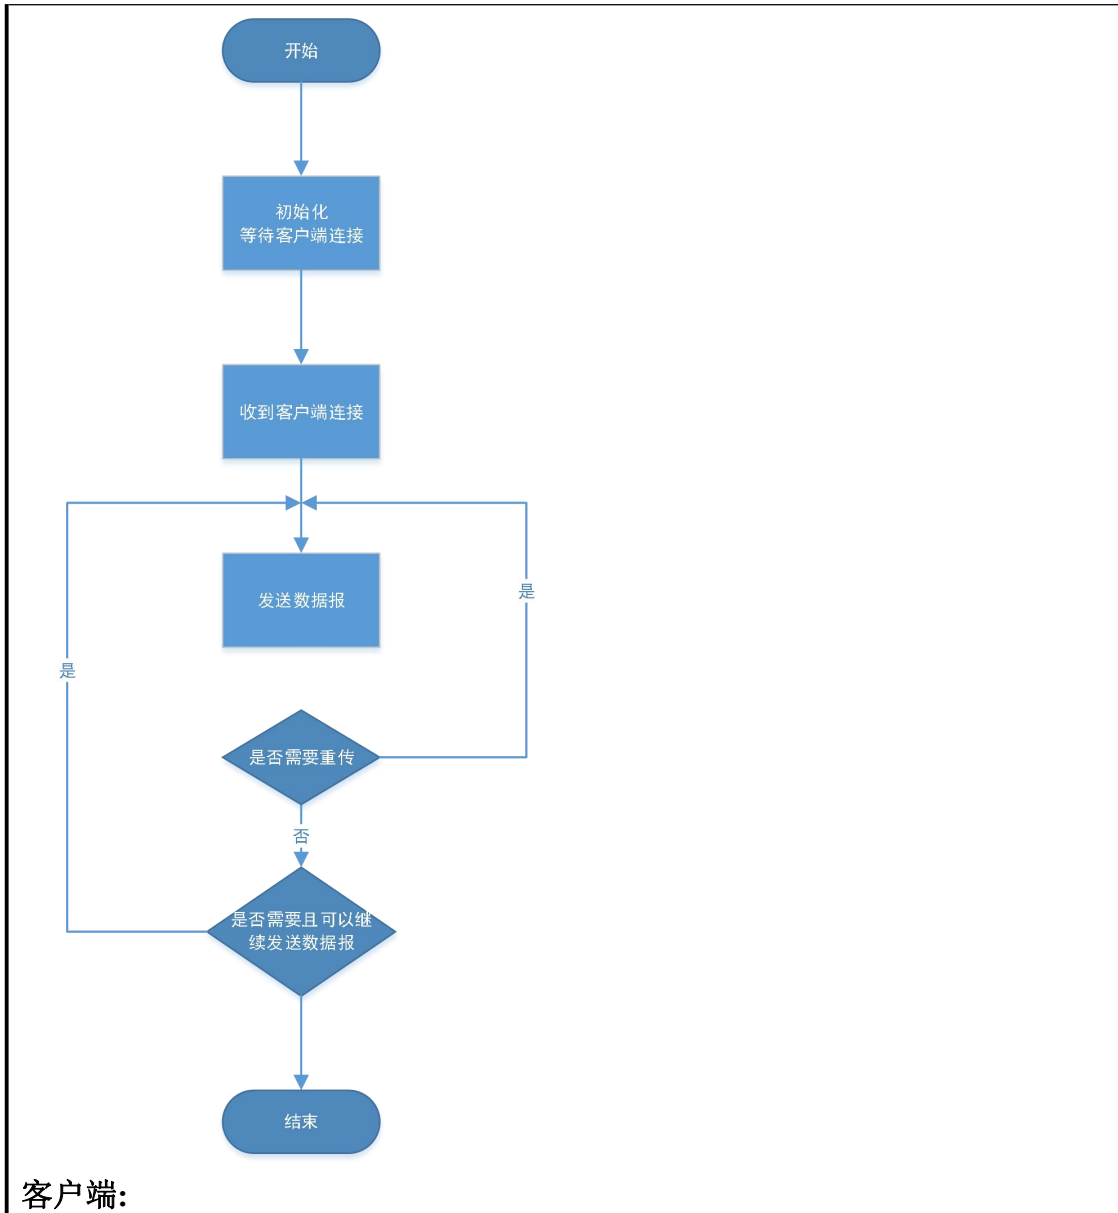 开始
初始化
等待客户端连接
收到客户端连接
发送数据报
是
是
是否需要重传
否
是否需要且可以继
续发送数据报
结束
客户端: